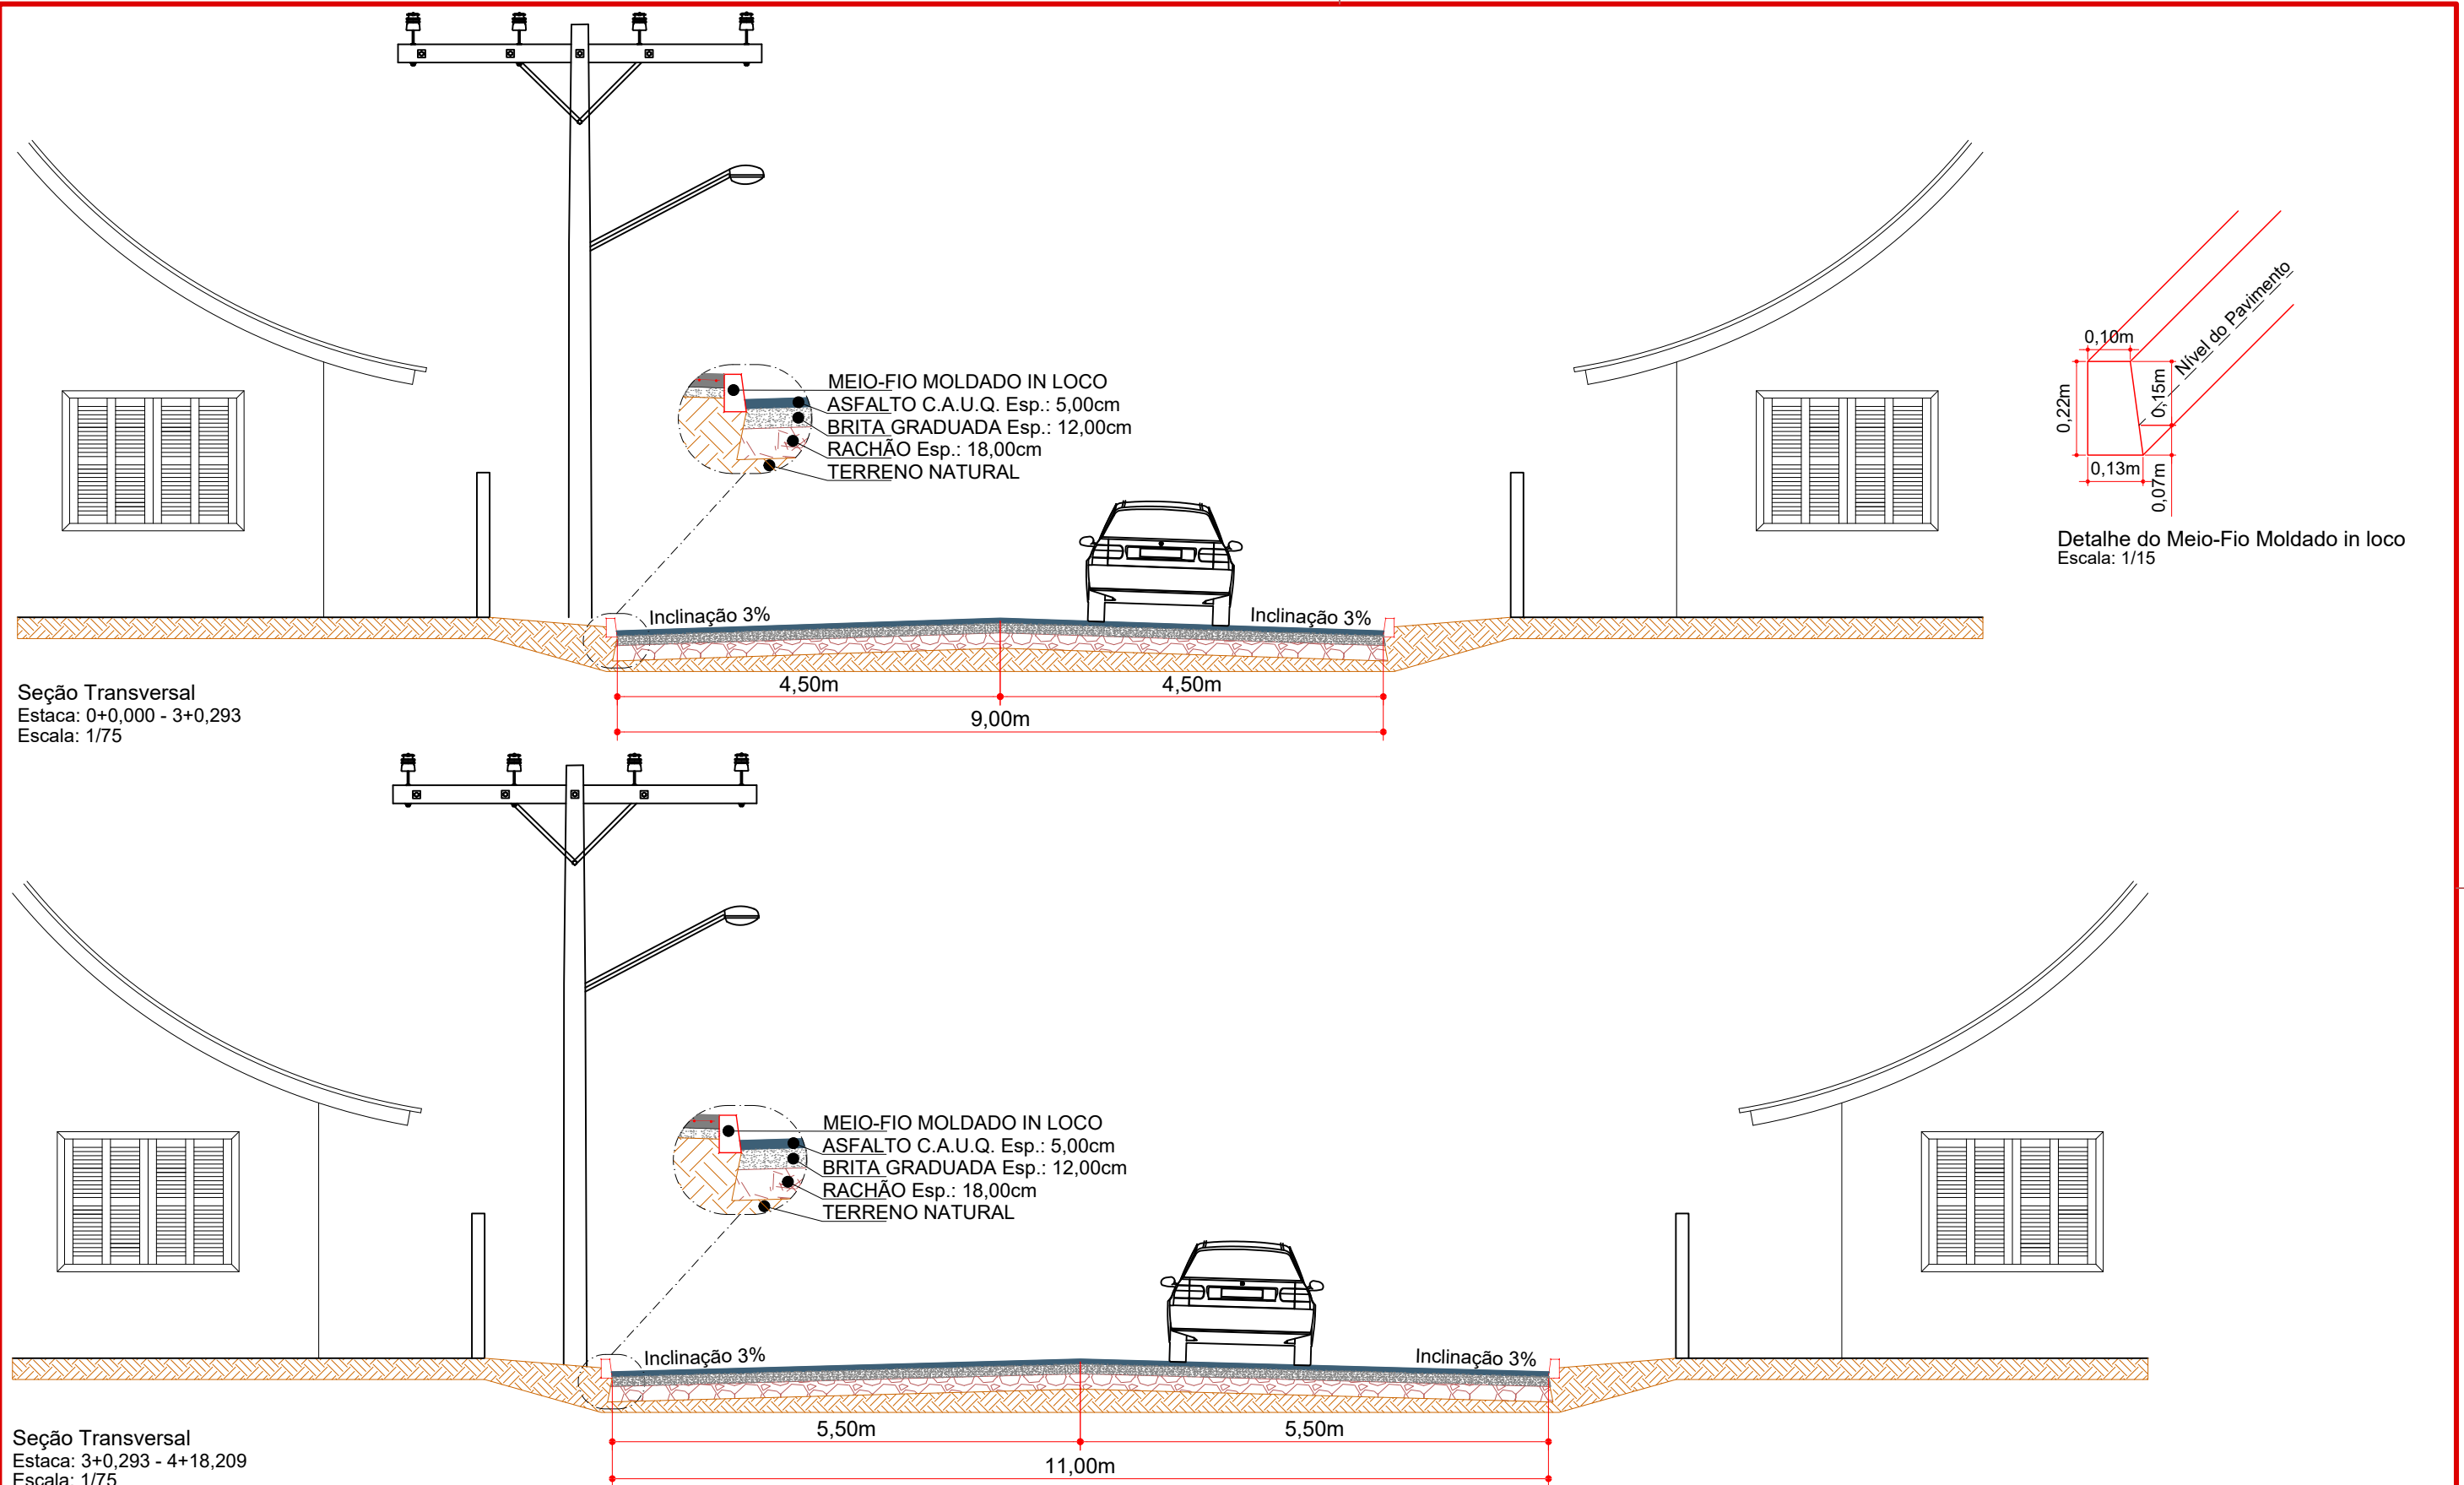 MEIO-FIO MOLDADO IN LOCO
ASFALTO C.A.U.Q. Esp.: 5,00cm
BRITA GRADUADA Esp.: 12,00cm
RACHÃO Esp.: 18,00cm
TERRENO NATURAL
Inclinação 3%
Inclinação 3%
4,50m
4,50m
9,00m
Seção Transversal
Estaca: 0+0,000 - 3+0,293
Escala: 1/75
0,10m
Nível do Pavimento
0,22m
0,15m
0,13m
0,07m
Detalhe do Meio-Fio Moldado in loco
Escala: 1/15
MEIO-FIO MOLDADO IN LOCO
ASFALTO C.A.U.Q. Esp.: 5,00cm
BRITA GRADUADA Esp.: 12,00cm
RACHÃO Esp.: 18,00cm
TERRENO NATURAL
Inclinação 3%
Inclinação 3%
5,50m
5,50m
11,00m
Seção Transversal
Estaca: 3+0,293 - 4+18,209
Escala: 1/75